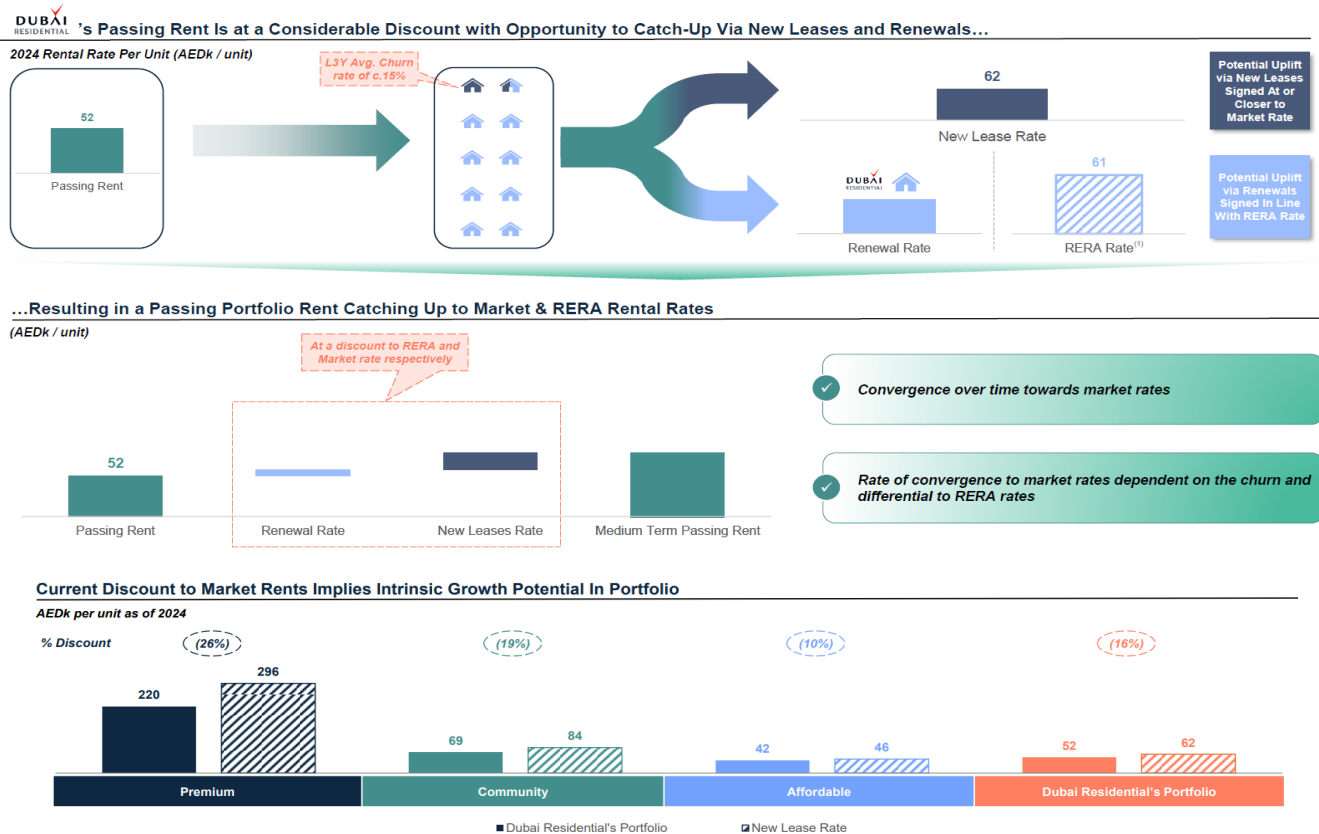 DUBAI
RESIDENTIAL
's Passing Rent Is at a Considerable Discount with Opportunity to Catch-Up Via New Leases and Renewals…
2024 Rental Rate Per Unit (AEDk / unit)
52
Passing Rent
L3Y Avg. Churn
rate of c.15%
62
New Lease Rate
Potential Uplift
via New Leases
Signed At or
Closer to
Market Rate
DUBAI
RESIDENTIAL
Renewal Rate
61
RERA Rate(1)
Potential Uplift
via Renewals
Signed In Line
With RERA Rate
…Resulting in a Passing Portfolio Rent Catching Up to Market & RERA Rental Rates
(AEDk / unit)
At a discount to RERA and
Market rate respectively
52
Passing Rent
Renewal Rate
New Leases Rate
Medium Term Passing Rent
Convergence over time towards market rates
Rate of convergence to market rates dependent on the churn and
differential to RERA rates
Current Discount to Market Rents Implies Intrinsic Growth Potential In Portfolio
AEDk per unit as of 2024
% Discount
(26%)
(19%)
(10%)
(16%)
220
296
69
84
42
46
52
62
Premium
Community
Affordable
Dubai Residential's Portfolio
Dubai Residential's Portfolio
New Lease Rate